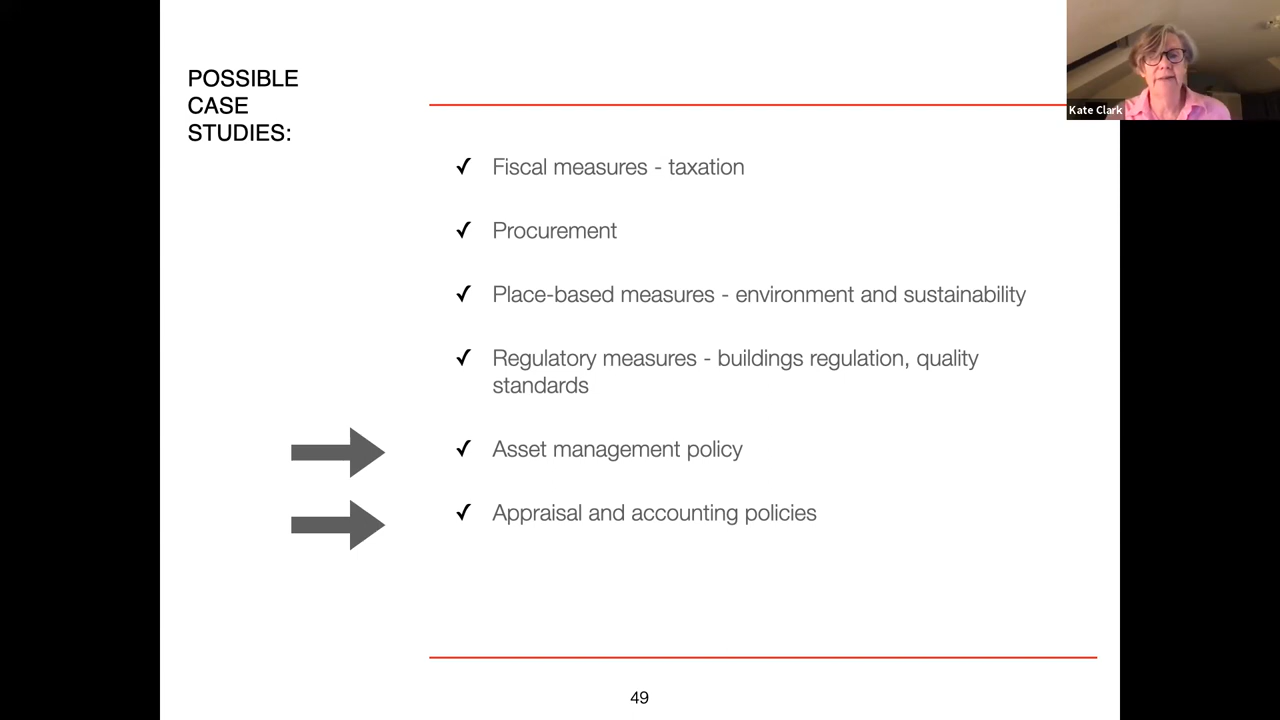 POSSIBLE
CASE
STUDIES:
Kate Clark
✓ Fiscal measures - taxation
✓ Procurement
✓ Place-based measures - environment and sustainability
✓ Regulatory measures - buildings regulation, quality
standards
✓ Asset management policy
✓ Appraisal and accounting policies
49